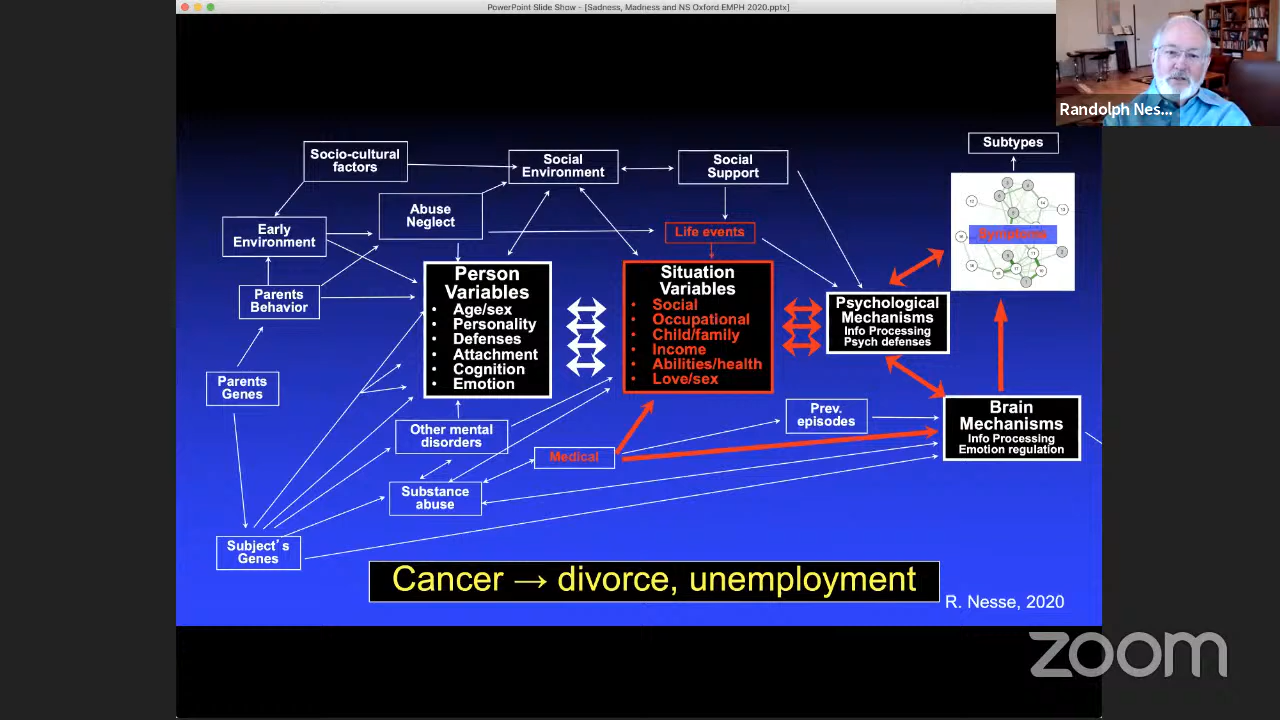 PowerPoint Slide Show - [Sadness, Madness and NS Oxford EMPH 2020.pptx]
Randolph Nes...
Subtypes
Socio-cultural
factors
Social
Environment
Social
Support
Abuse
Neglect
Early
Environment
Life events
Symptoms
Parents
Behavior
Person
Variables
• Age/sex
• Personality
• Defenses
• Attachment
• Cognition
• Emotion
Situation
Variables
• Social
• Occupational
• Child/family
• Income
• Abilities/health
• Love/sex
Psychological
Mechanisms
Info Processing
Psych defenses
Parents
Genes
Other mental
disorders
Prev.
episodes
Brain
Mechanisms
Info Processing
Emotion regulation
Medical
Substance
abuse
Subject's
Genes
Cancer → divorce, unemployment
R. Nesse, 2020
zoom